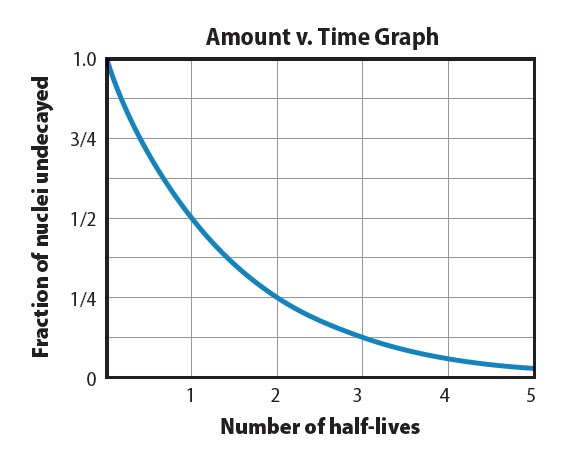 Amount v. Time Graph
Fraction of nuclei undecayed
1.0
3/4
1/2
1/4
0
1 2 3 4 5
Number of half-lives